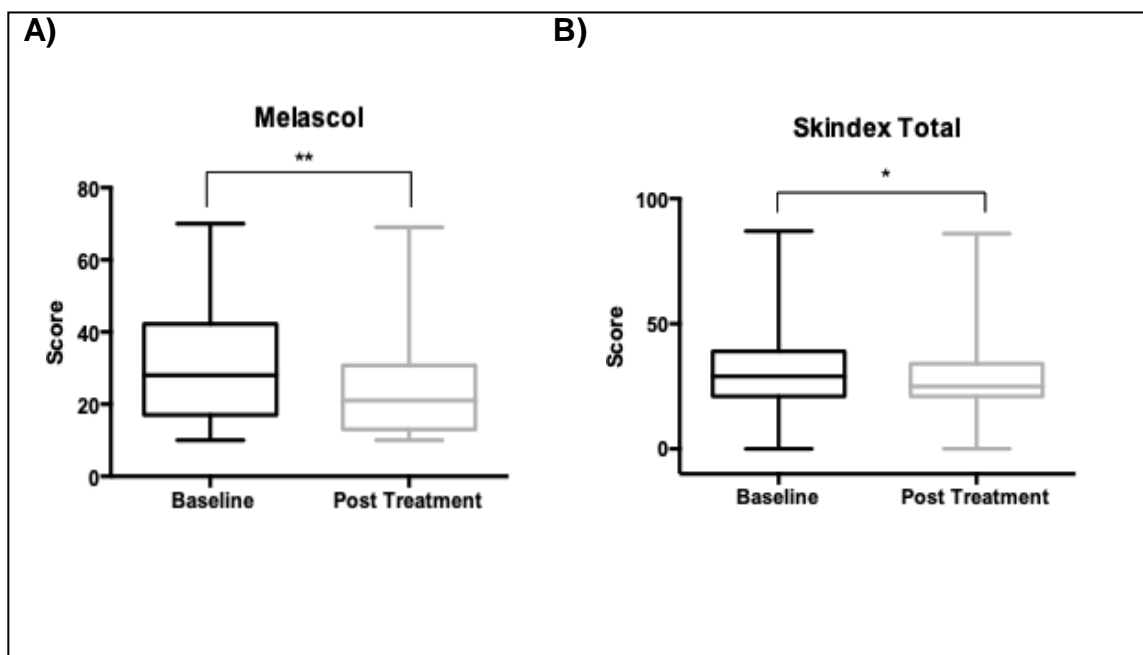 A)
B)
Melascol
**
80
60
40
20
0
Score
Baseline
Post Treatment
Skindex Total
*
100
50
0
Score
Baseline
Post Treatment